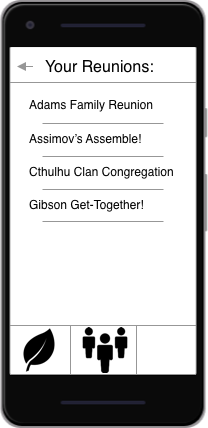 Your Reunions:
Adams Family Reunion
Assimov's Assemble!
Cthulhu Clan Congregation
Gibson Get-Together!